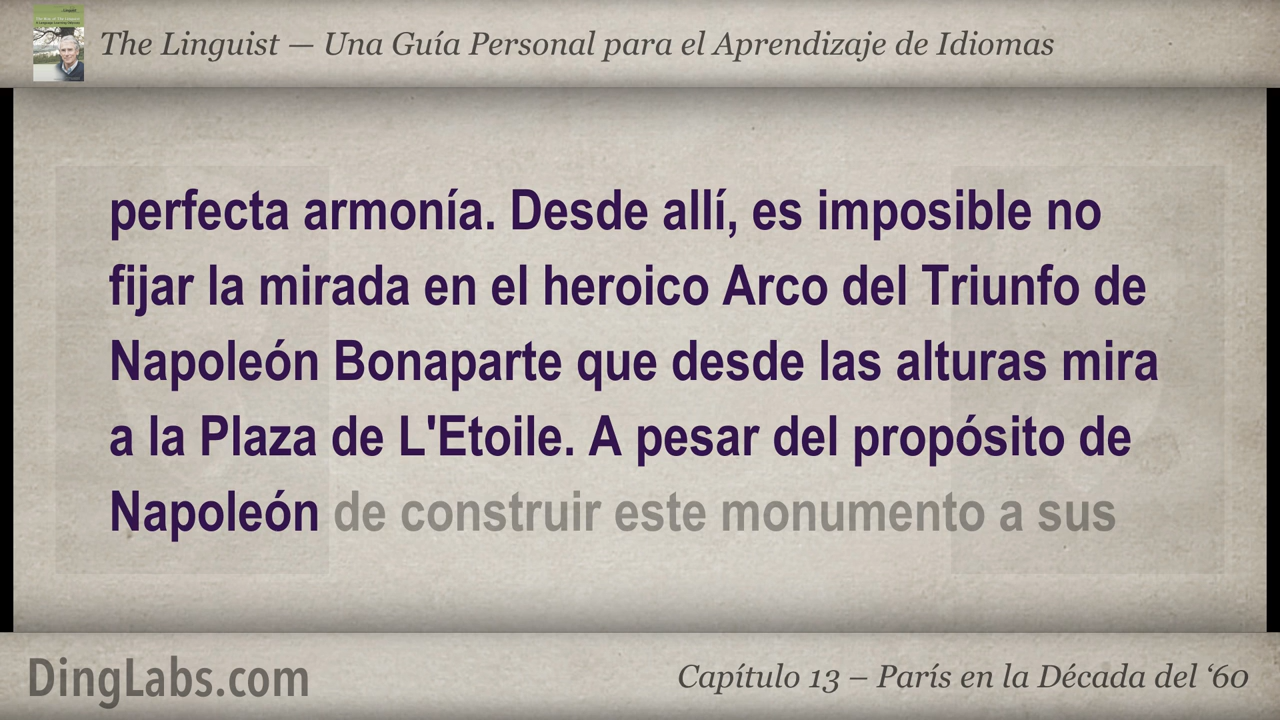 The Linguist — Una Guía Personal para el Aprendizaje de Idiomas
perfecta armonía. Desde allí, es imposible no
fijar la mirada en el heroico Arco del Triunfo de
Napoleón Bonaparte que desde las alturas mira
a la Plaza de L'Etoile. A pesar del propósito de
Napoleón de construir este monumento a sus
DingLabs.com
Capítulo 13 – París en la Década del ‘60